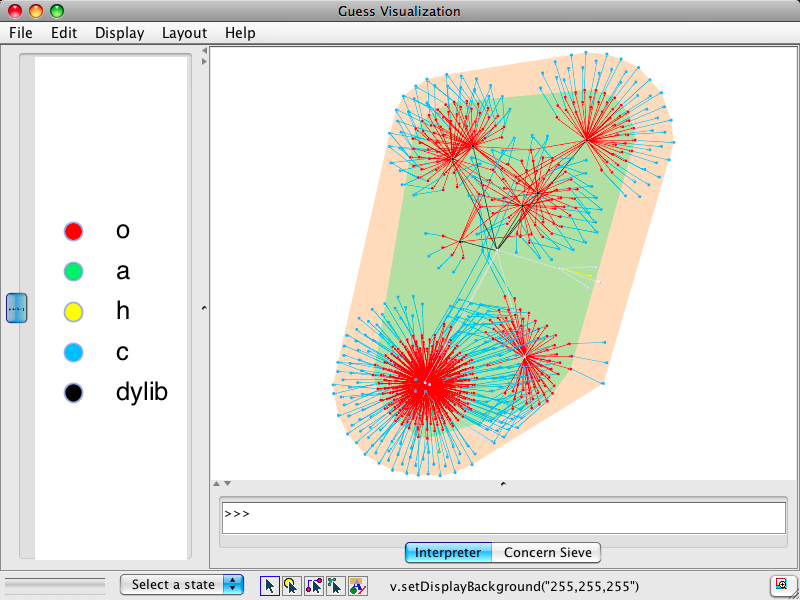 Guess Visualization
File Edit Display Layout Help
o
a
h
c
dylib
>>>
Interpreter Concern Sieve
Select a state v.setDisplayBackground("255,255,255")